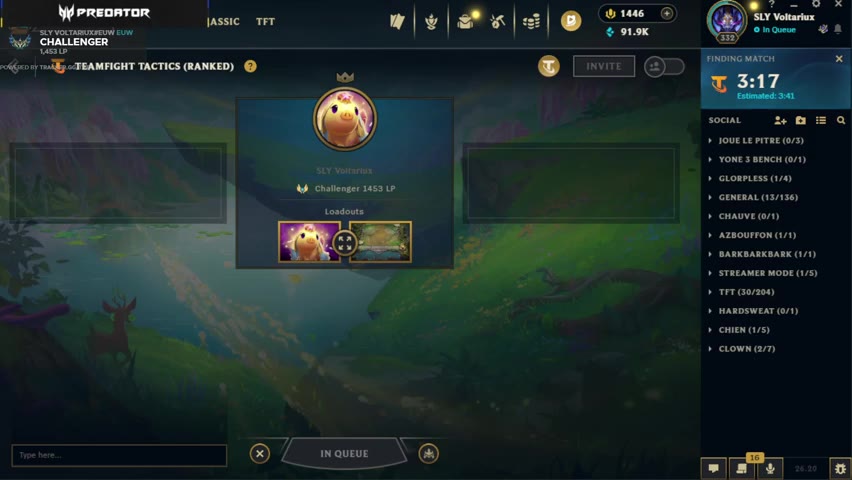 PREDATOR
ASSIC
TFT
SLY VOLTARIUX#EUW EUW
CHALLENGER
1,453 LP
TEAMFIGHT TACTICS (RANKED)
?
INVITE
1446
91.9K
SLY Voltariux
In Queue
332
FINDING MATCH
3:17
Estimated: 3:41
SLY Voltariux
Challenger 1453 LP
Loadouts
SOCIAL
JOUE LE PITRE (0/3)
YONE 3 BENCH (0/1)
GLORPLESS (1/4)
GENERAL (13/136)
CHAUVE (0/1)
AZBOUFFON (1/1)
BARKBARKBARK (1/1)
STREAMER MODE (1/5)
TFT (30/204)
HARDSWEAT (0/1)
CHIEN (1/5)
CLOWN (2/7)
Type here...
IN QUEUE
16
26.20